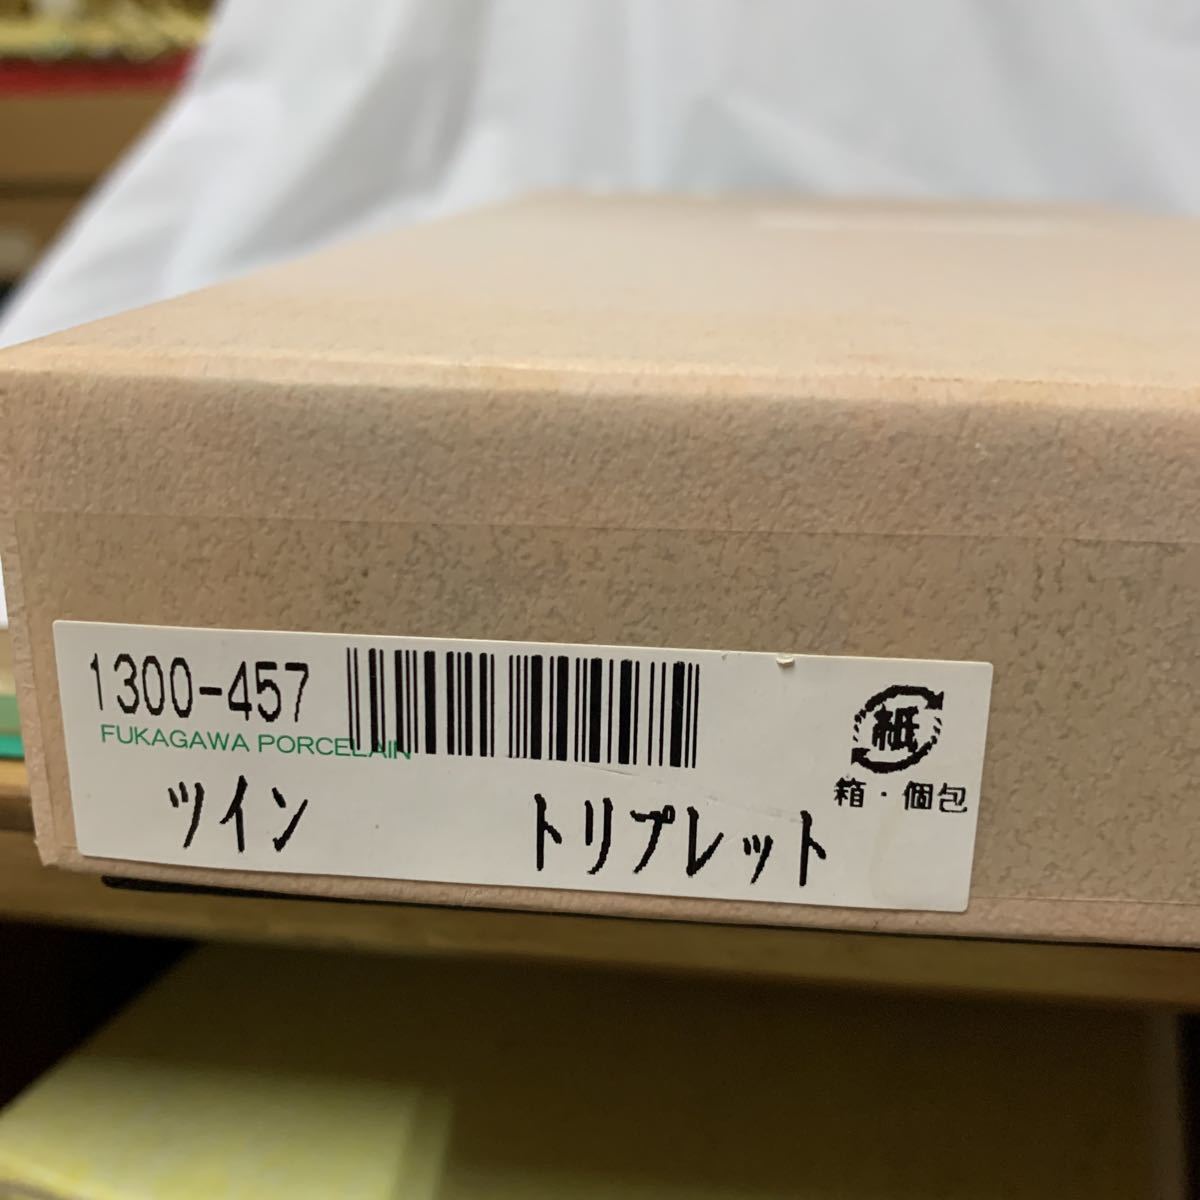 1300-457
FUKAGAWA PORCELAIN
ツイン トリプレット
紙
箱・個包